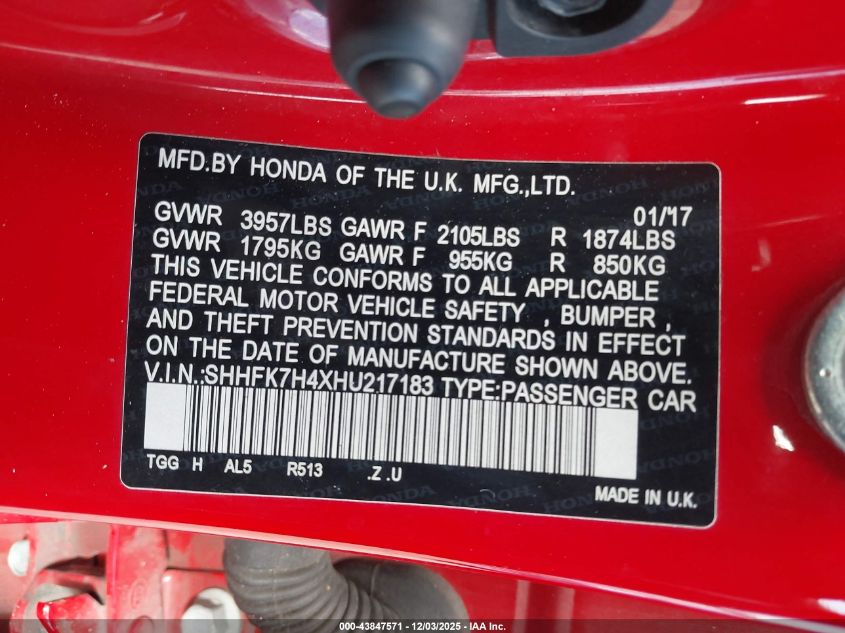 MFD.BY HONDA OF THE U.K. MFG.,LTD.
01/'17
GVWR 3957LBS GAWR F 2105LBS R 1874LBS
GVWR 1795KG GAWR F 955KG R 850KG
THIS VEHICLE CONFORMS TO ALL APPLICABLE
FEDERAL MOTOR VEHICLE SAFETY , BUMPER ,
AND THEFT PREVENTION STANDARDS IN EFFECT
ON THE DATE OF MANUFACTURE SHOWN ABOVE.
V.I.N.:SHHFK7H4XHU217183 TYPE:PASSENGER CAR
TGG H AL5 R513 .Z .U
MADE IN U.K.
000-43847571 - 12/03/2025 - IAA Inc.